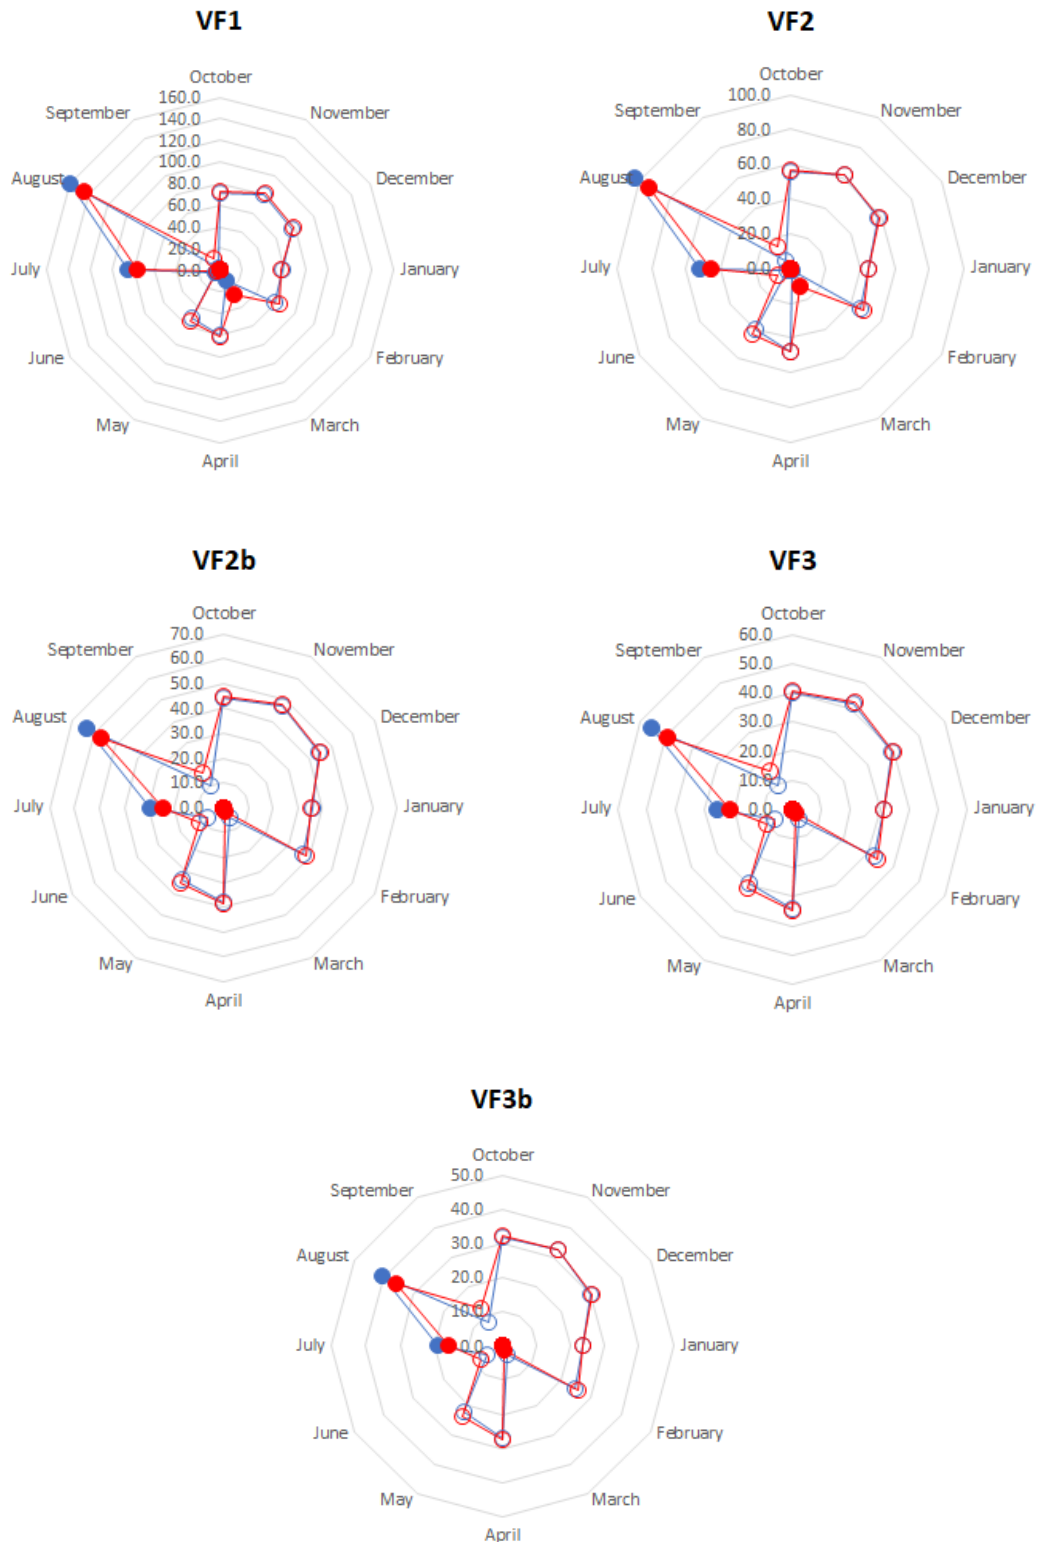 VF1
October
160.0
September
140.0
November
120.0
100.0
August
80.0
December
60.0
40.0
20.0
July
0.0
January
June
February
May
March
April
VF2
October
100.0
September
80.0
November
60.0
August
December
40.0
20.0
July
0.0
January
June
February
May
March
April
VF2b
October
70.0
September
60.0
November
50.0
40.0
August
30.0
December
20.0
10.0
July
0.0
January
June
February
May
March
April
VF3
October
60.0
September
50.0
November
40.0
August
30.0
December
20.0
10.0
July
0.0
January
June
February
May
March
April
VF3b
October
50.0
September
40.0
November
30.0
August
20.0
December
10.0
July
0.0
January
June
February
May
March
April